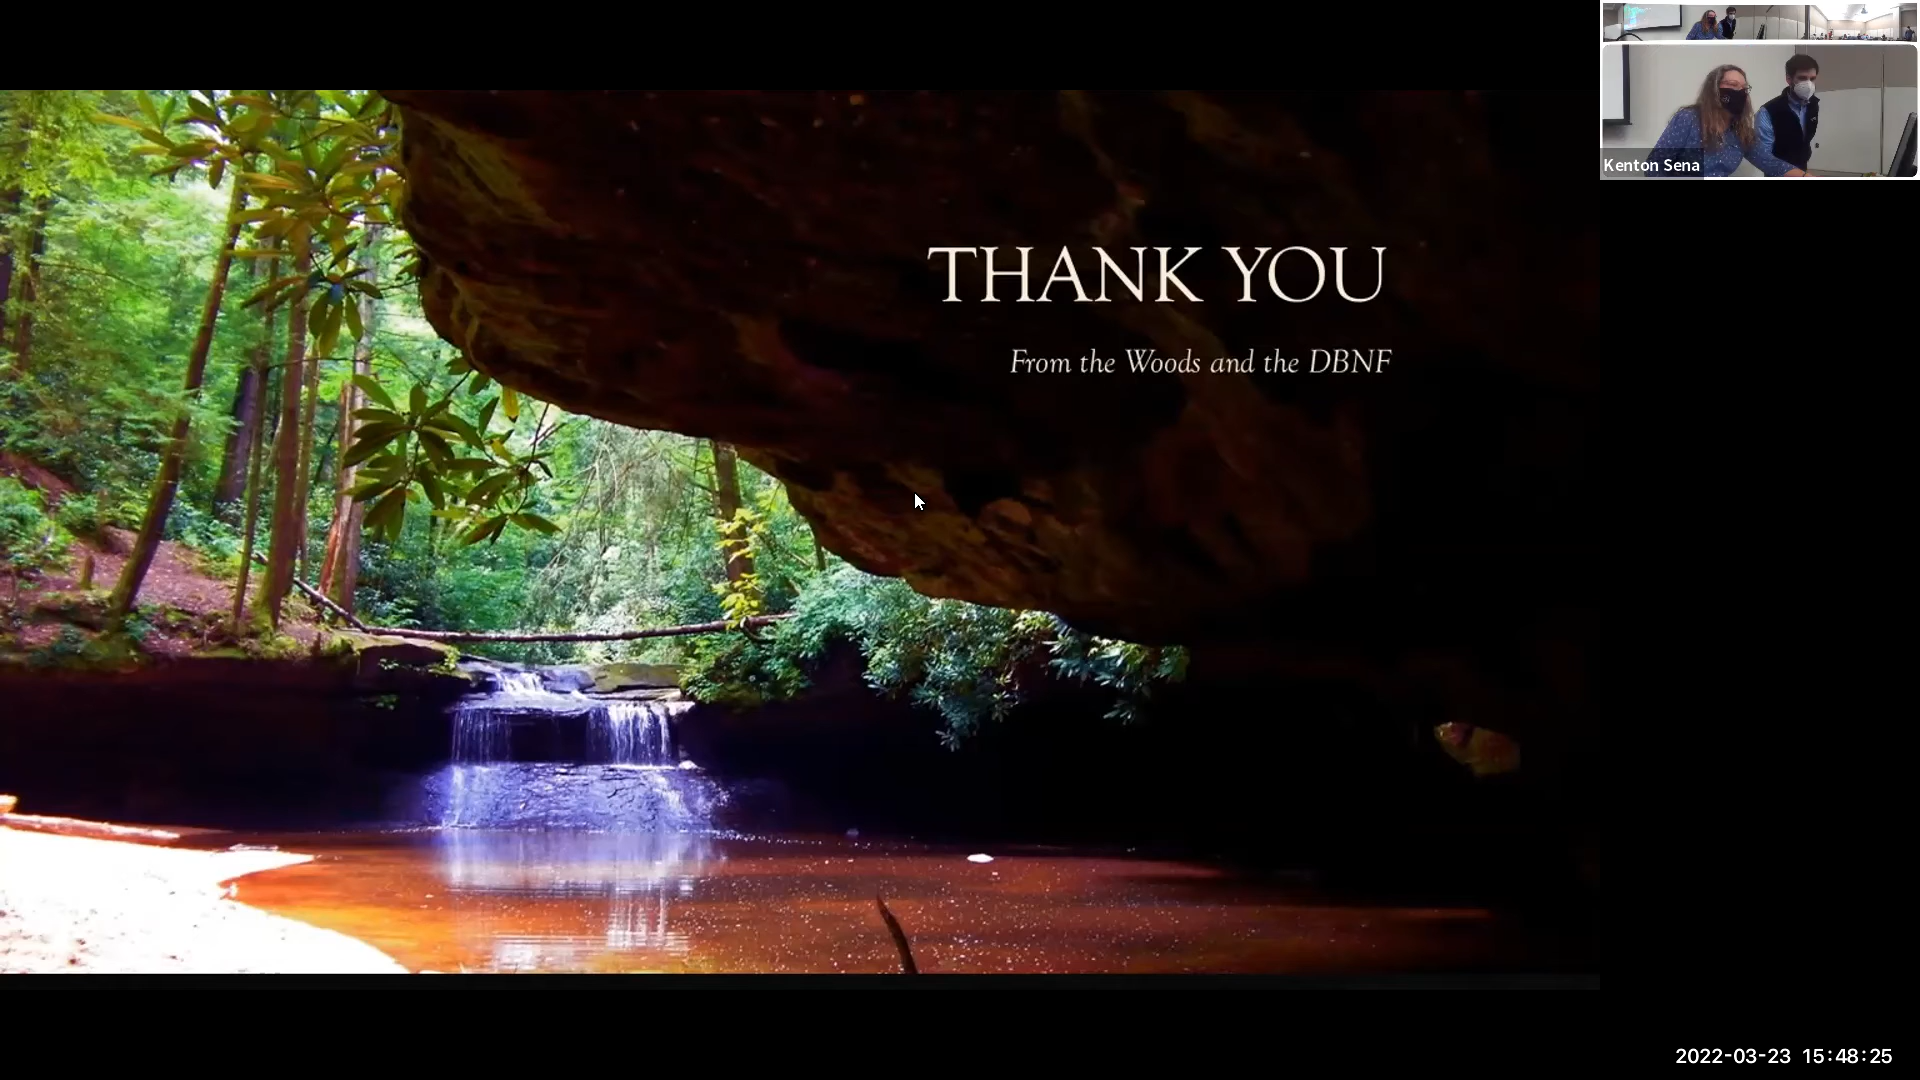 THANK YOU
From the Woods and the DBNF
Kenton Sena
2022-03-23 15:48:25